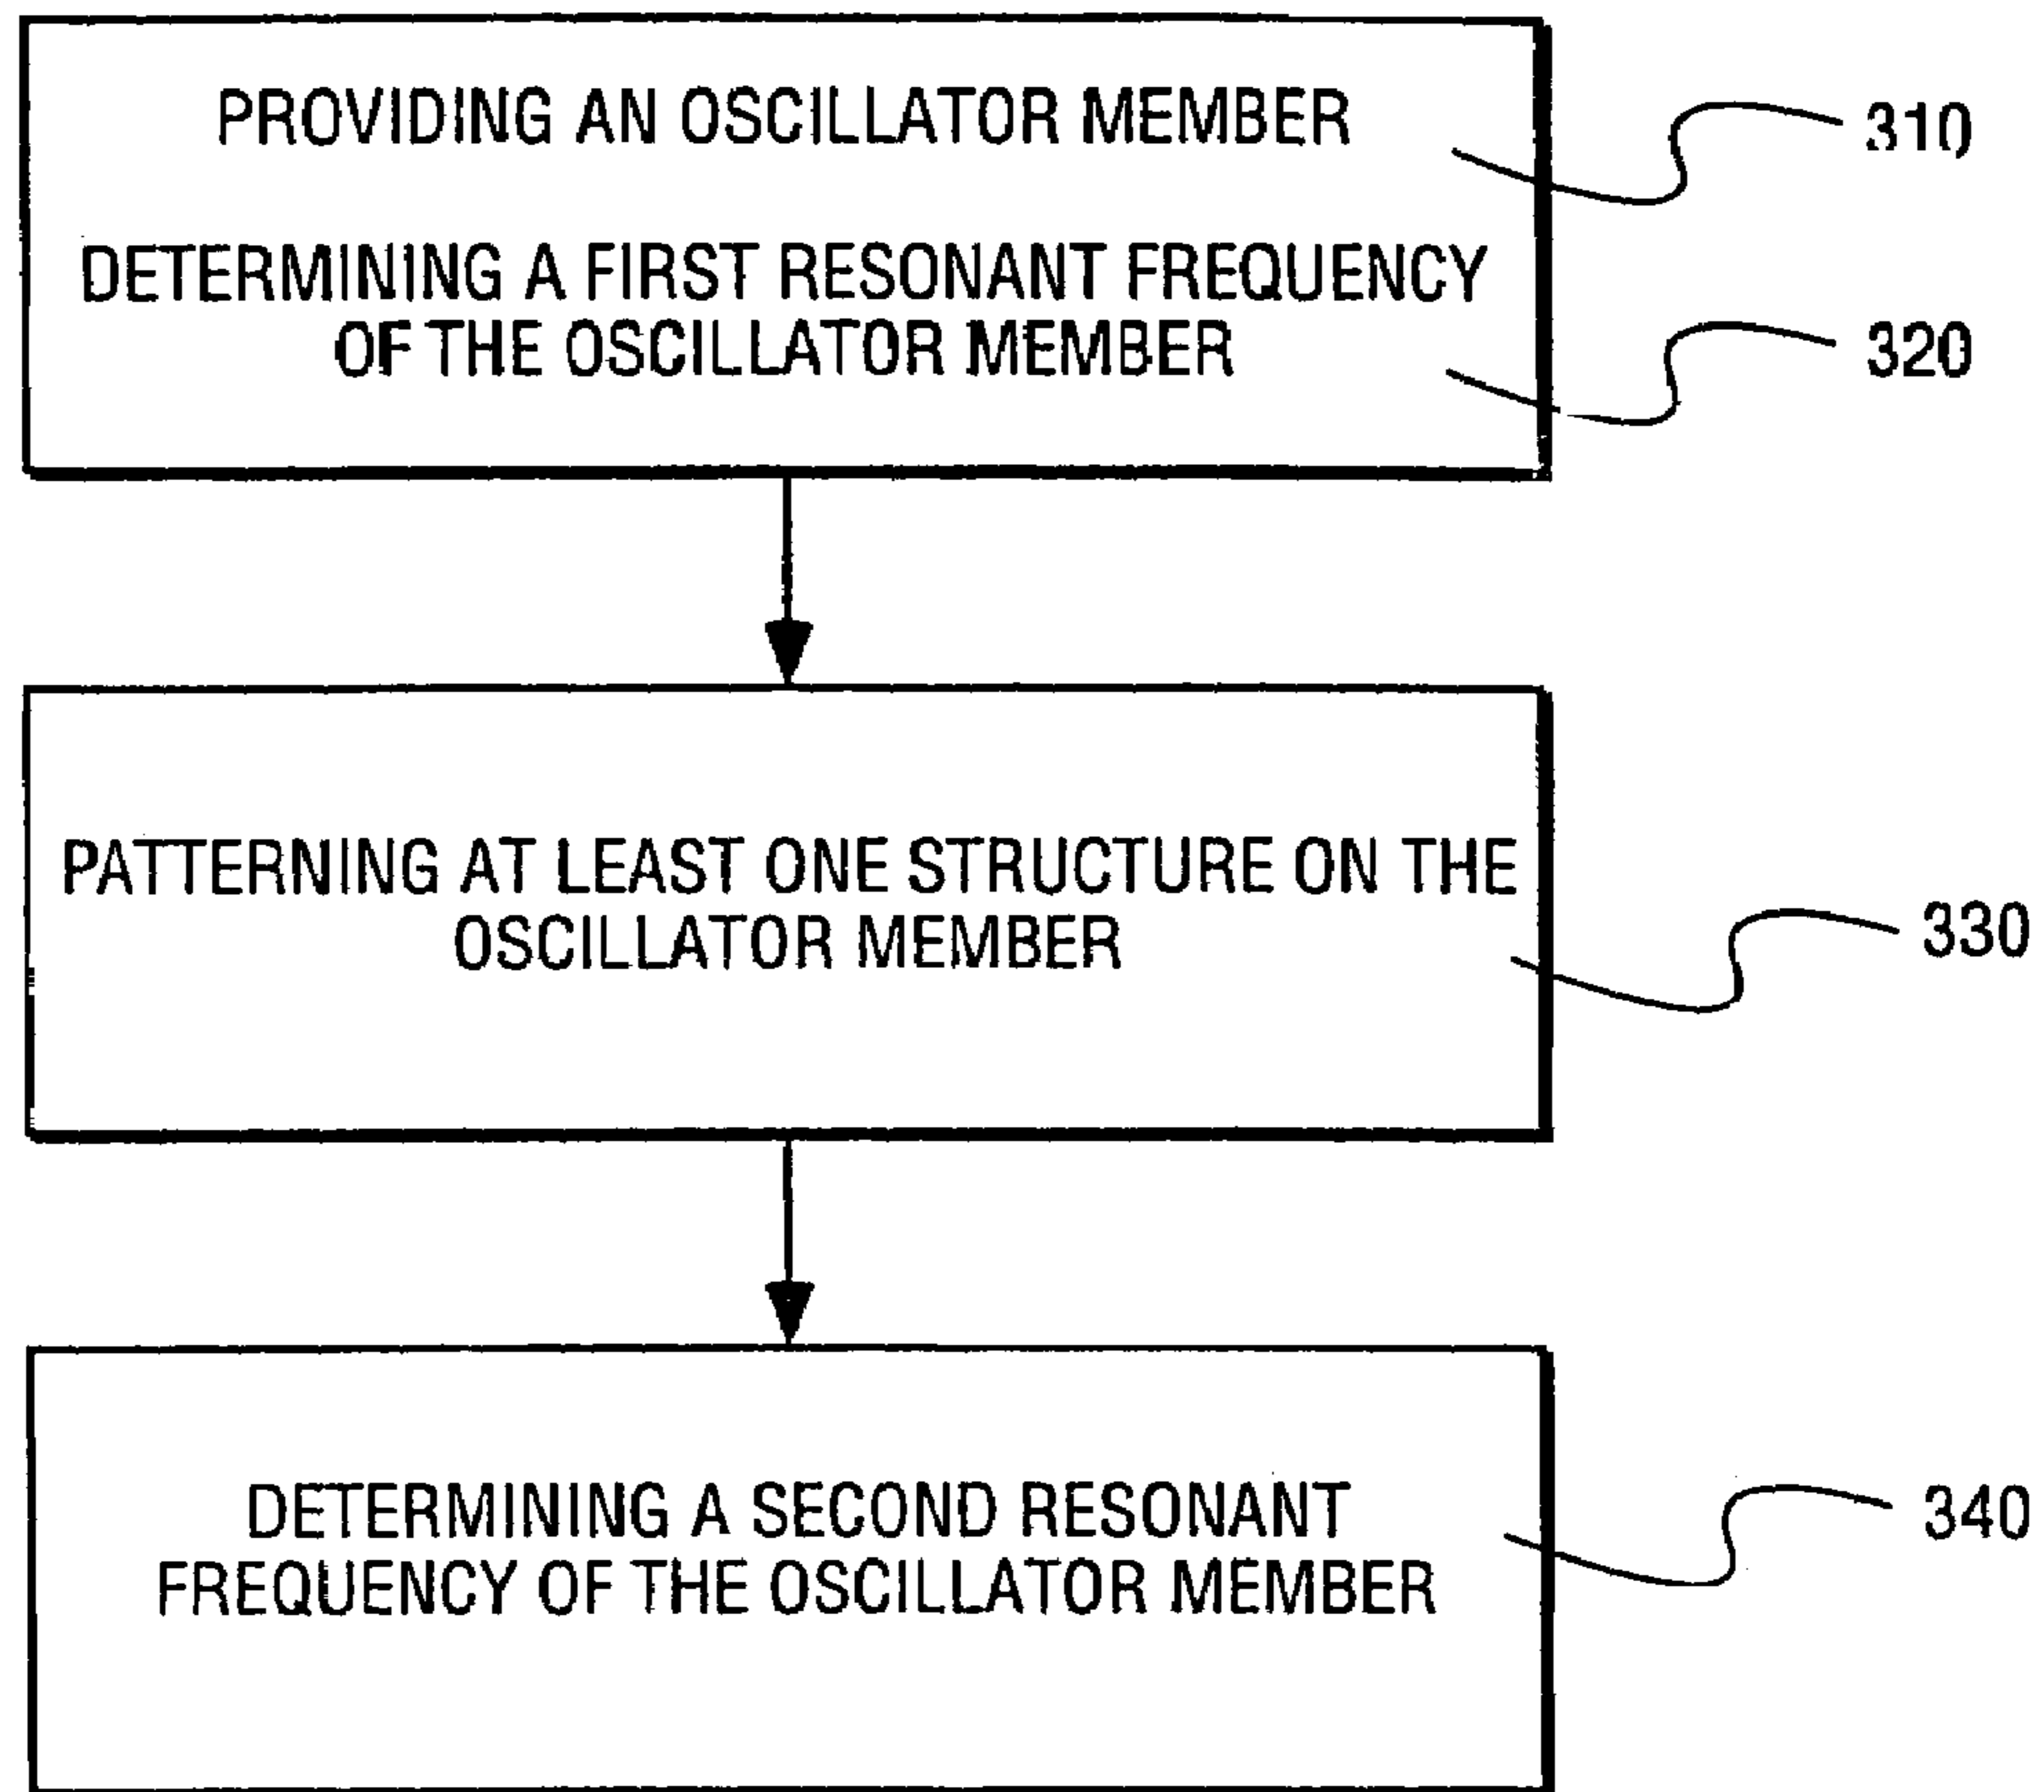 PROVIDING AN OSCILLATOR MEMBER
310
DETERMINING A FIRST RESONANT FREQUENCY
OF THE OSCILLATOR MEMBER
320
PATTERNING AT LEAST ONE STRUCTURE ON THE
OSCILLATOR MEMBER
330
DETERMINING A SECOND RESONANT
FREQUENCY OF THE OSCILLATOR MEMBER
340